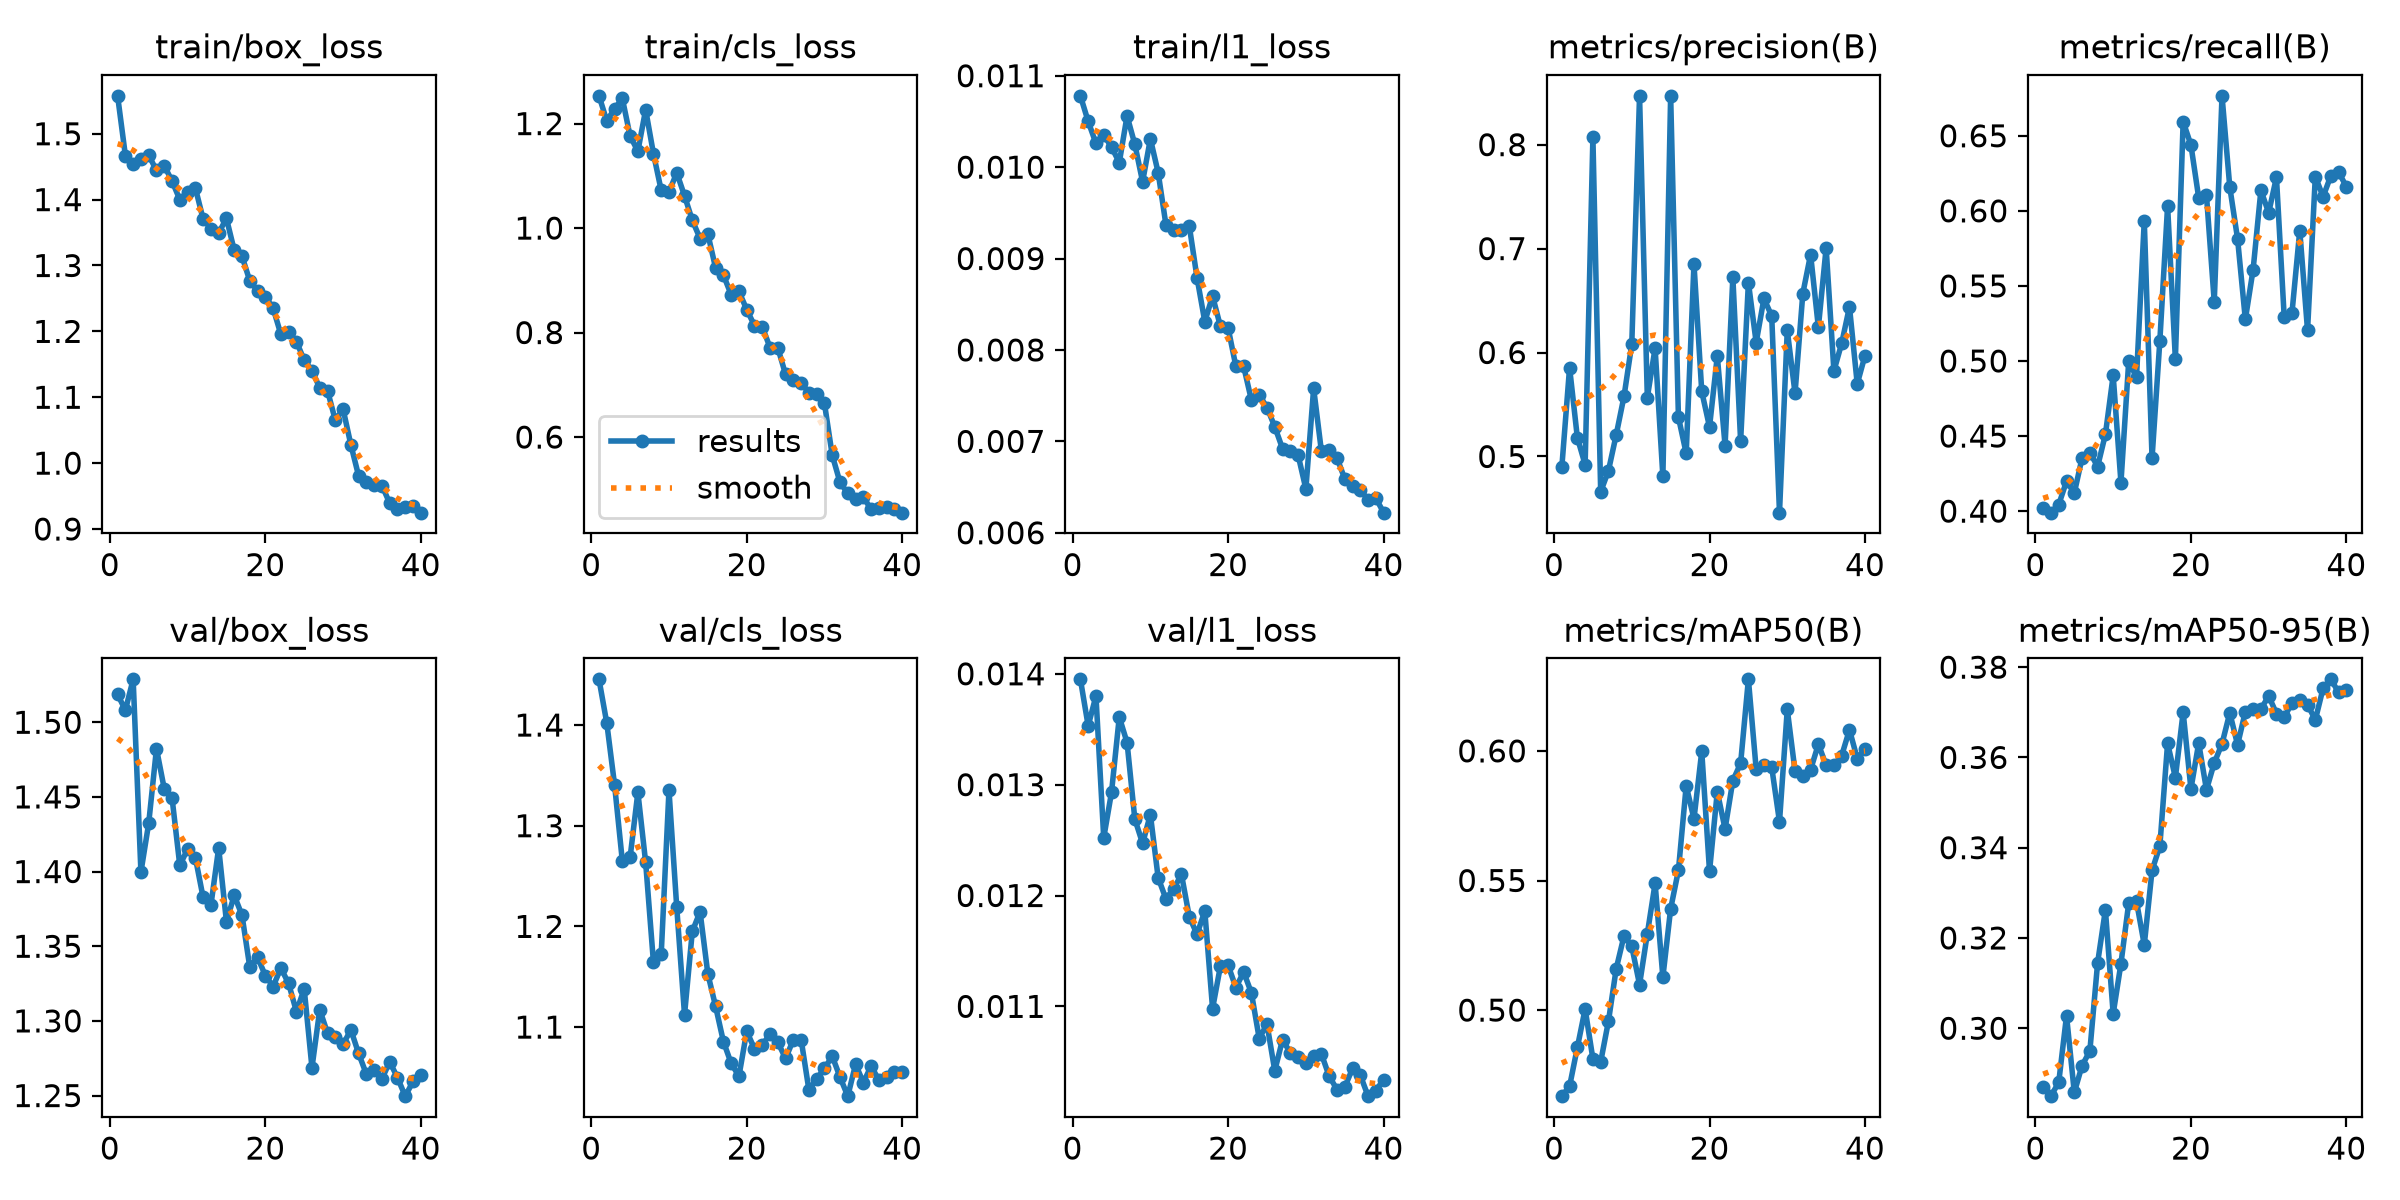 train/box_loss
train/cls_loss
train/l1_loss
metrics/precision(B)
metrics/recall(B)
1.5
1.4
1.3
1.2
1.1
1.0
0.9
0 20 40
1.2
1.0
0.8
0.6
results
smooth
0 20 40
0.011
0.010
0.009
0.008
0.007
0.006
0 20 40
0.8
0.7
0.6
0.5
0 20 40
0.65
0.60
0.55
0.50
0.45
0.40
0 20 40
val/box_loss
val/cls_loss
val/l1_loss
metrics/mAP50(B)
metrics/mAP50-95(B)
1.50
1.45
1.40
1.35
1.30
1.25
0 20 40
1.4
1.3
1.2
1.1
0 20 40
0.014
0.013
0.012
0.011
0 20 40
0.60
0.55
0.50
0 20 40
0.38
0.36
0.34
0.32
0.30
0 20 40